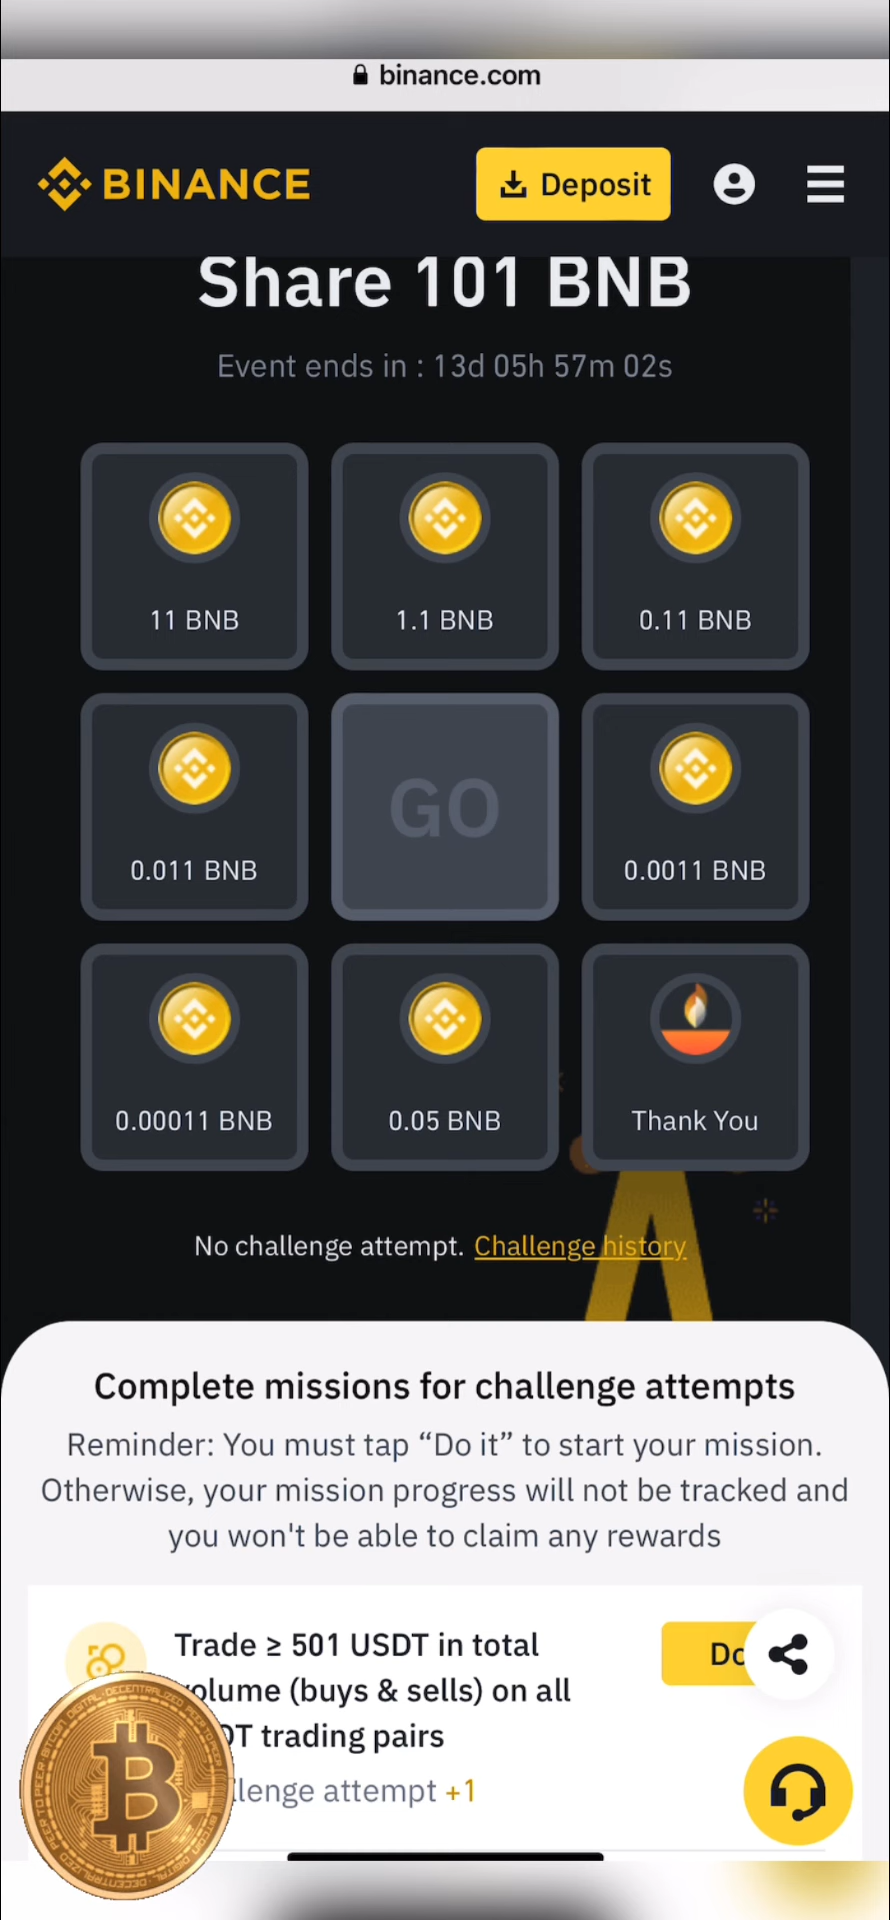 binance.com
BINANCE
Deposit
Share 101 BNB
Event ends in : 13d 05h 57m 02s
11 BNB
1.1 BNB
0.11 BNB
0.011 BNB
GO
0.0011 BNB
0.00011 BNB
0.05 BNB
Thank You
No challenge attempt. Challenge history
Complete missions for challenge attempts
Reminder: You must tap “Do it” to start your mission.
Otherwise, your mission progress will not be tracked and
you won't be able to claim any rewards
Trade ≥ 501 USDT in total
Do
(buys & sells) on all
trading pairs
attempt +1